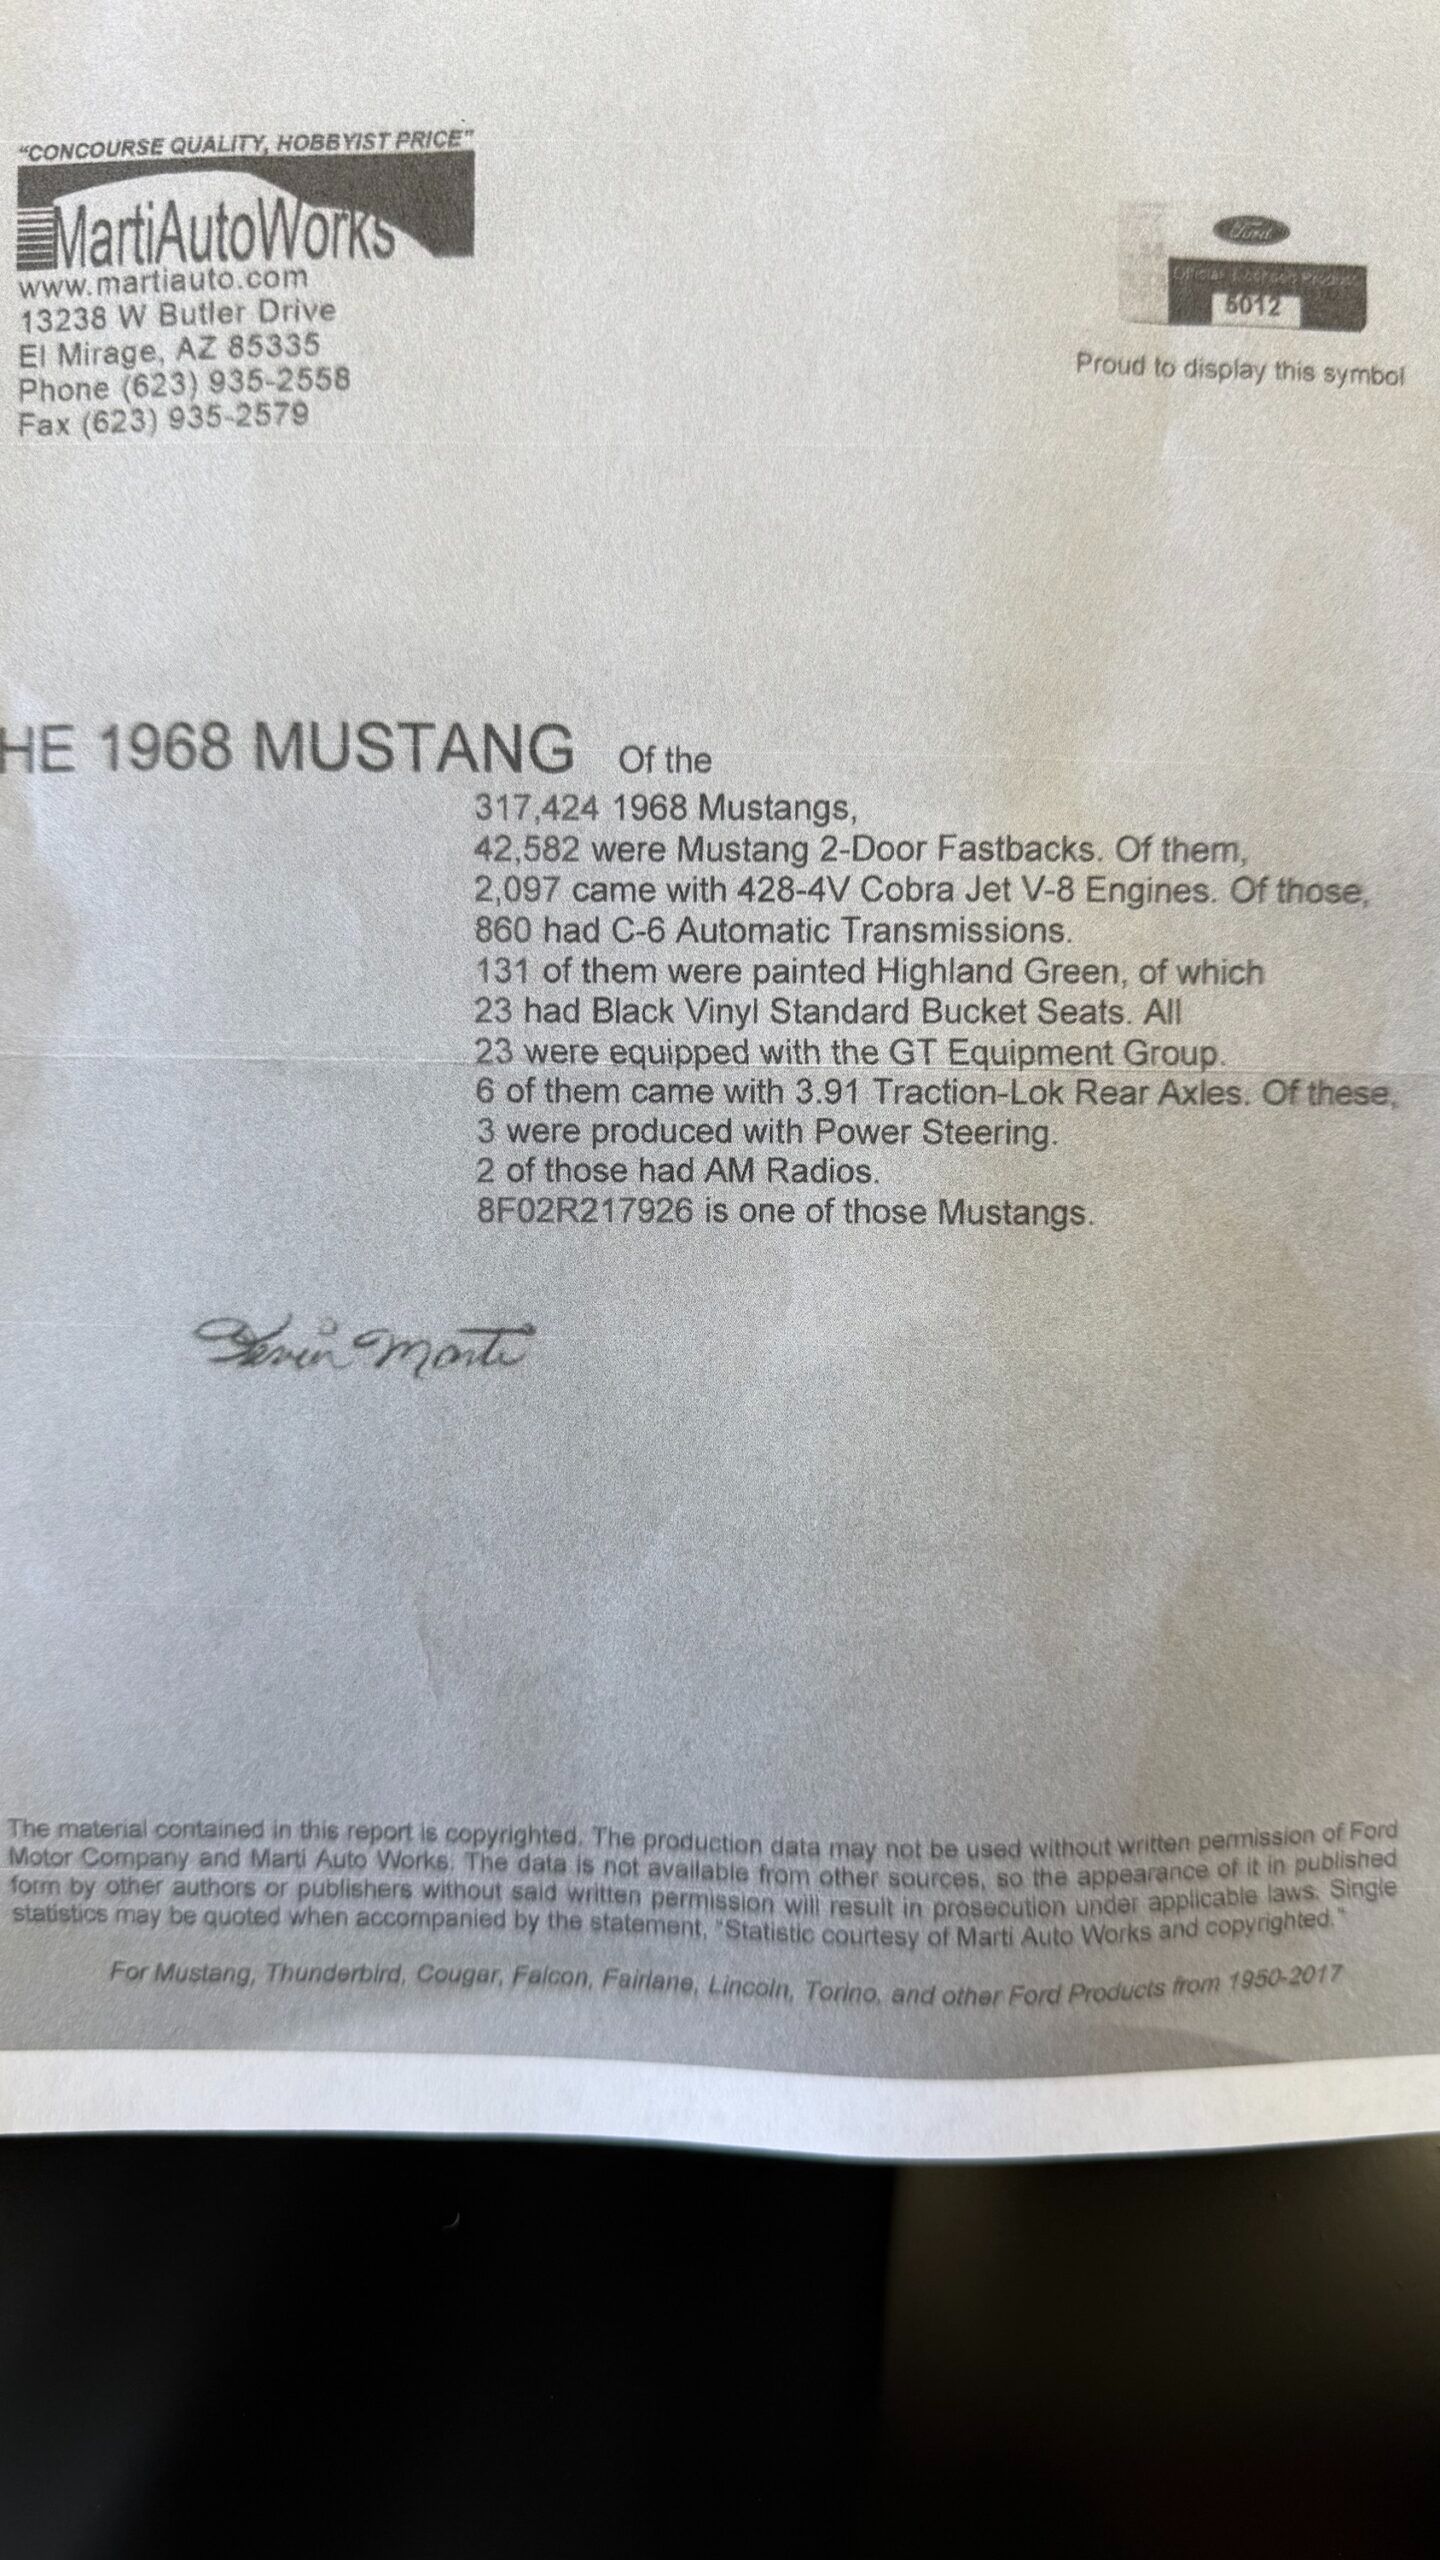 "CONCOURSE QUALITY, HOBBYIST PRICE"
MartiAutoWorks
www.martiauto.com
13238 W Butler Drive
El Mirage, AZ 85335
Phone (623) 935-2558
Fax (623) 935-2579
Ford
Official Licensed Product
5012
Proud to display this symbol
HE 1968 MUSTANG Of the
317,424 1968 Mustangs,
42,582 were Mustang 2-Door Fastbacks. Of them,
2,097 came with 428-4V Cobra Jet V-8 Engines. Of those,
860 had C-6 Automatic Transmissions.
131 of them were painted Highland Green, of which
23 had Black Vinyl Standard Bucket Seats. All
23 were equipped with the GT Equipment Group.
6 of them came with 3.91 Traction-Lok Rear Axles. Of these,
3 were produced with Power Steering.
2 of those had AM Radios.
8F02R217926 is one of those Mustangs.
Kevin Marti
The material contained in this report is copyrighted. The production data may not be used without written permission of Ford
Motor Company and Marti Auto Works. The data is not available from other sources, so the appearance of it in published
form by other authors or publishers without said written permission will result in prosecution under applicable laws. Single
statistics may be quoted when accompanied by the statement, "Statistic courtesy of Marti Auto Works and copyrighted."
For Mustang, Thunderbird, Cougar, Falcon, Fairlane, Lincoln, Torino, and other Ford Products from 1950-2017